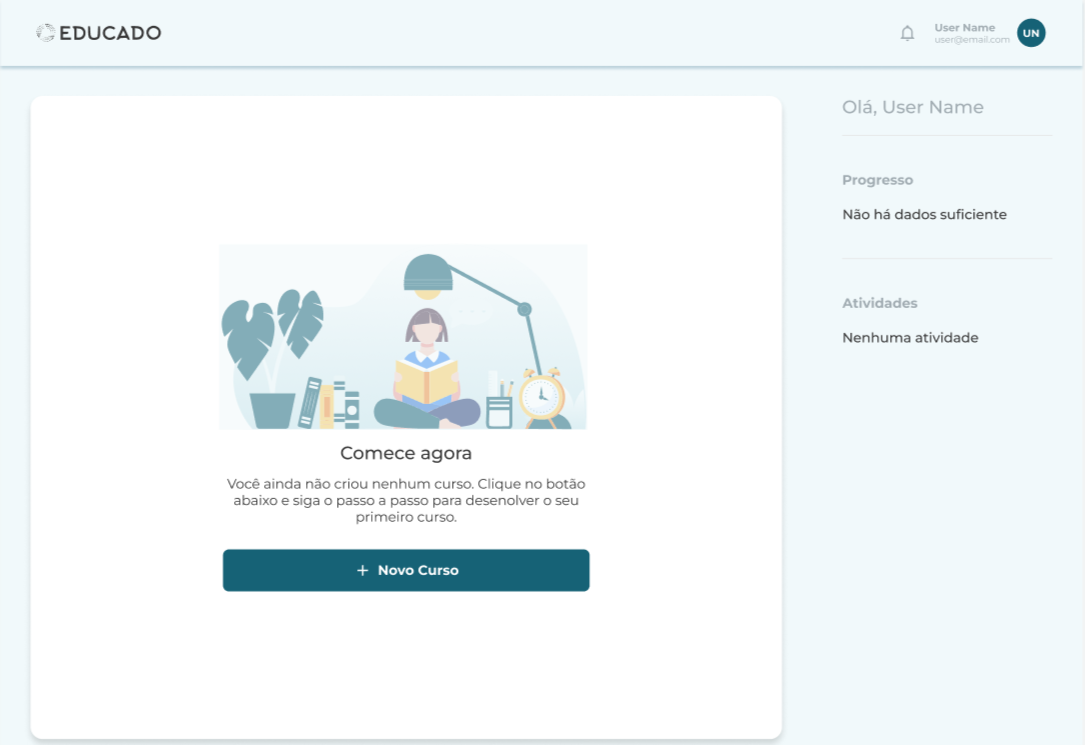 EDUCADO
User Name
user@email.com
UN
Olá, User Name
Progresso
Não há dados suficiente
Atividades
Nenhuma atividade
Comece agora
Você ainda não criou nenhum curso. Clique no botão
abaixo e siga o passo a passo para desenolver o seu
primeiro curso.
+ Novo Curso